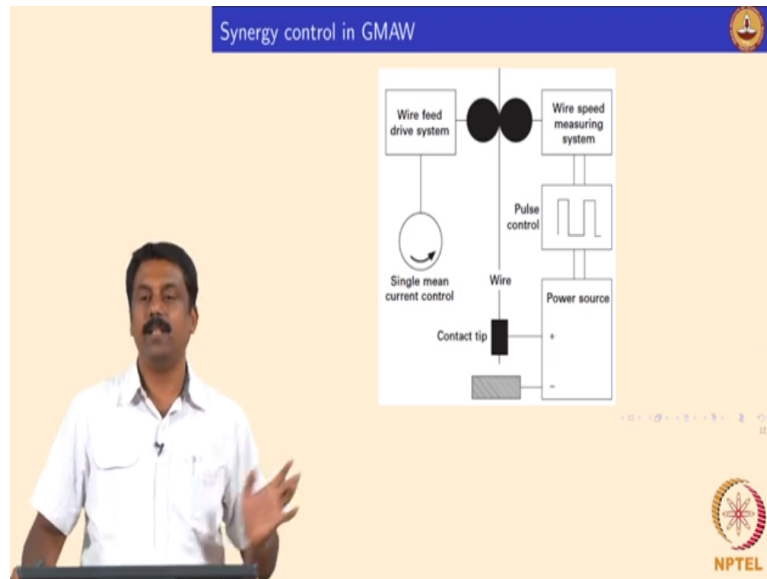 Synergy control in GMAW
Wire feed
drive system
Wire speed
measuring
system
Pulse
control
Single mean
current control
Wire
Power source
Contact tip
+
−
12
NPTEL